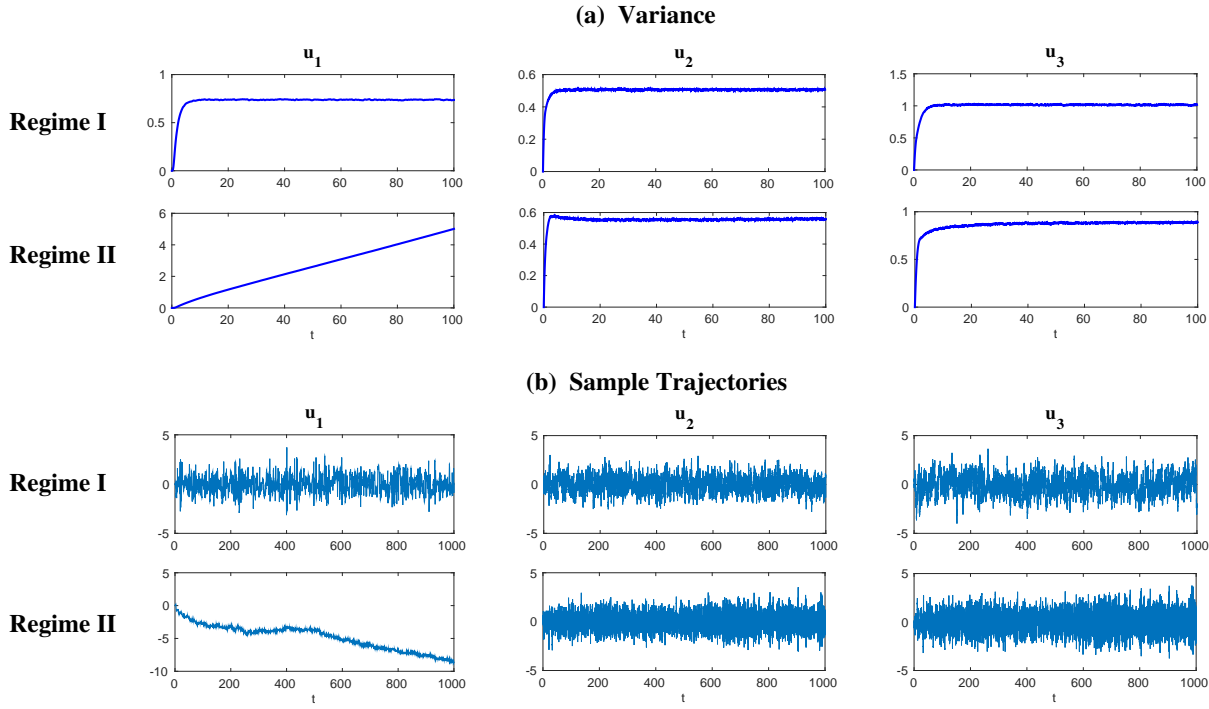 (a) Variance
u1 u2 u3
Regime I
1 0.5 0
0 20 40 60 80 100
0.6 0.4 0.2 0
0 20 40 60 80 100
1.5 1 0.5 0
0 20 40 60 80 100
Regime II
6 4 2 0
0 20 40 60 80 100
t
0.6 0.4 0.2 0
0 20 40 60 80 100
1 0.5 0
0 20 40 60 80 100
t
(b) Sample Trajectories
u1 u2 u3
Regime I
5 0 -5
0 200 400 600 800 1000
5 0 -5
0 200 400 600 800 1000
5 0 -5
0 200 400 600 800 1000
Regime II
5 0 -5 -10
0 200 400 600 800 1000
t
5 0 -5
0 200 400 600 800 1000
5 0 -5
0 200 400 600 800 1000
t